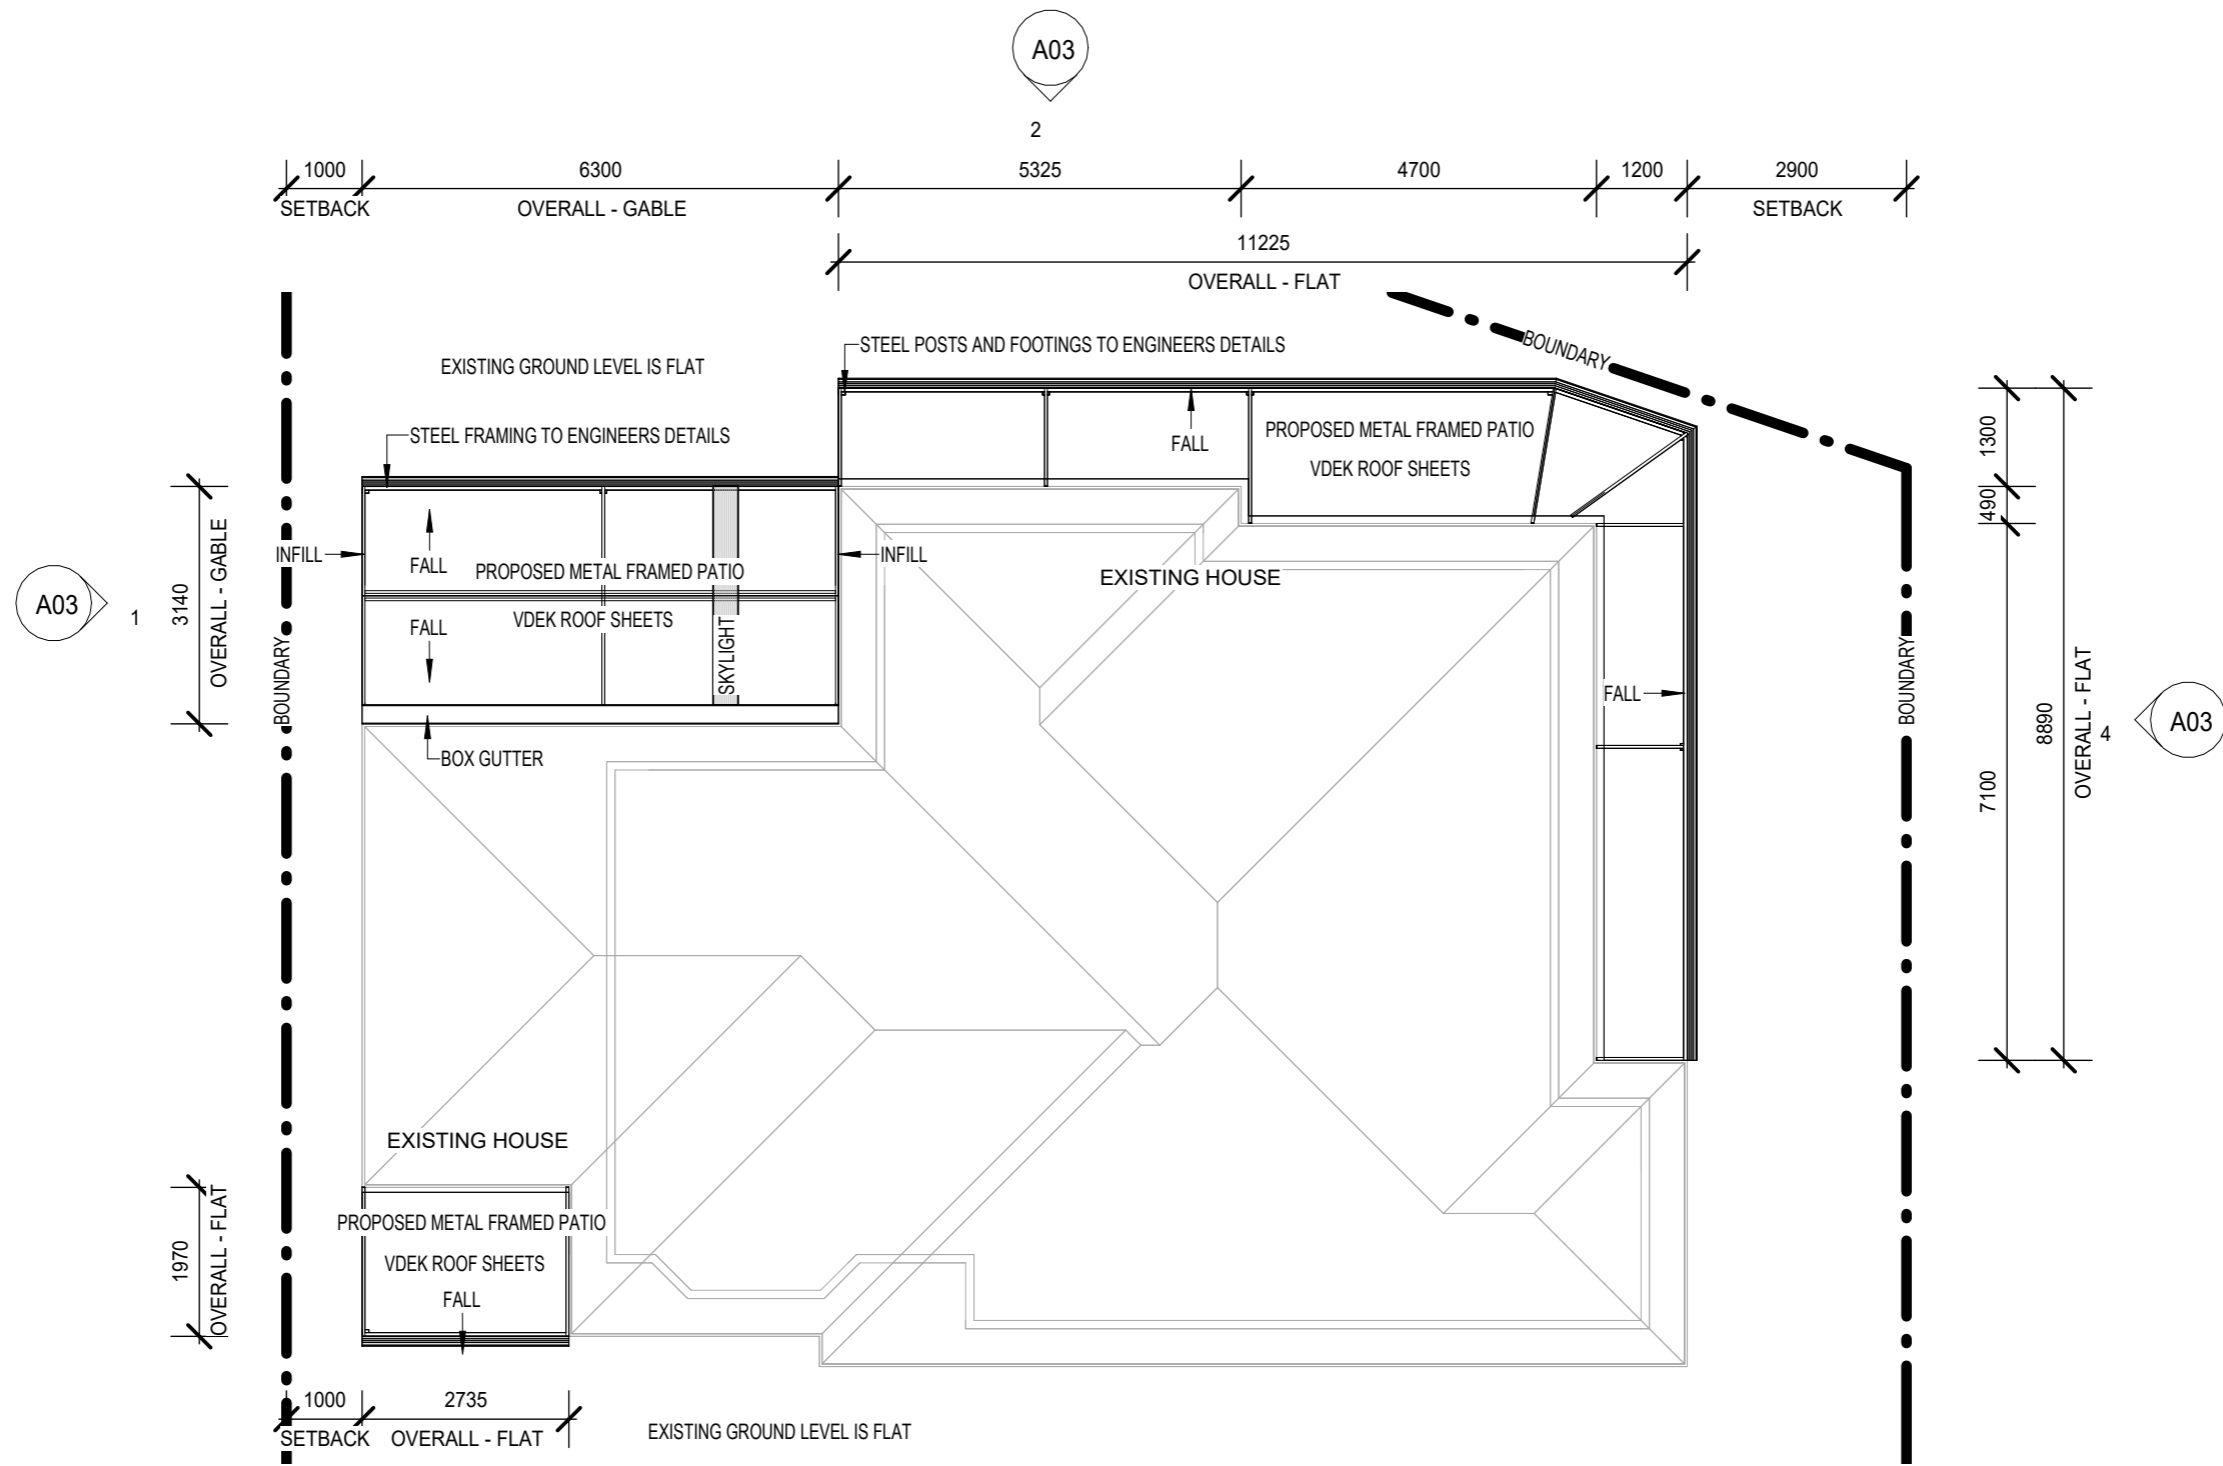 A03
2
1000 6300 5325 4700 1200 2900
SETBACK OVERALL - GABLE SETBACK
11225
OVERALL - FLAT
BOUNDARY
STEEL POSTS AND FOOTINGS TO ENGINEERS DETAILS
EXISTING GROUND LEVEL IS FLAT
STEEL FRAMING TO ENGINEERS DETAILS
FALL
PROPOSED METAL FRAMED PATIO
VDEK ROOF SHEETS
1300
490
7100
8890
OVERALL - FLAT
4
A03
A03
1
3140
OVERALL - GABLE
BOUNDARY
INFILL
FALL
PROPOSED METAL FRAMED PATIO
VDEK ROOF SHEETS
FALL
SKYLIGHT
INFILL
EXISTING HOUSE
FALL
BOUNDARY
BOX GUTTER
EXISTING HOUSE
1970
OVERALL - FLAT
PROPOSED METAL FRAMED PATIO
VDEK ROOF SHEETS
FALL
1000 2735
SETBACK OVERALL - FLAT
EXISTING GROUND LEVEL IS FLAT